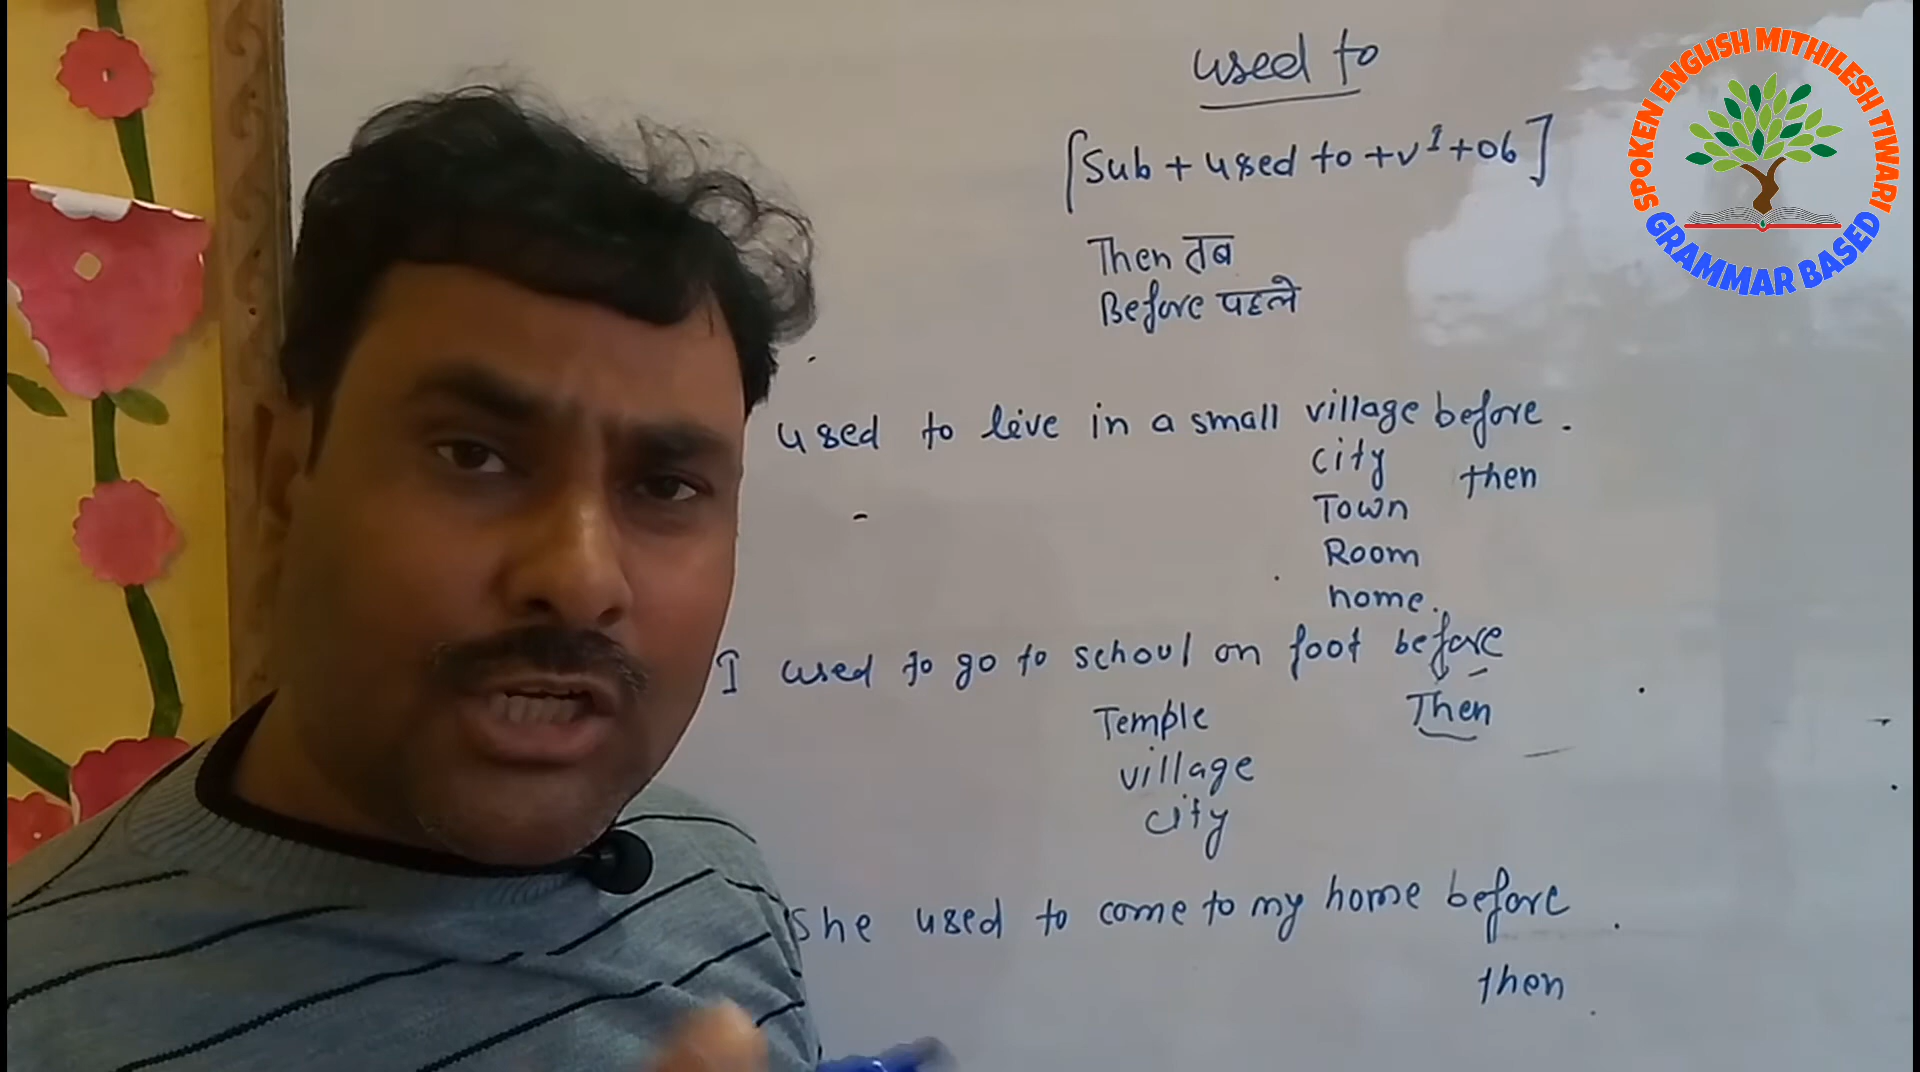 used to
[Sub + used to + v¹ + ob]
Then तब
Before पहले
used to live in a small village before.
city then
Town
Room
home.
I used to go to school on foot before
Temple Then
village
city
she used to come to my home before
then
SPOKEN ENGLISH MITHILESH TIWARI
GRAMMAR BASED